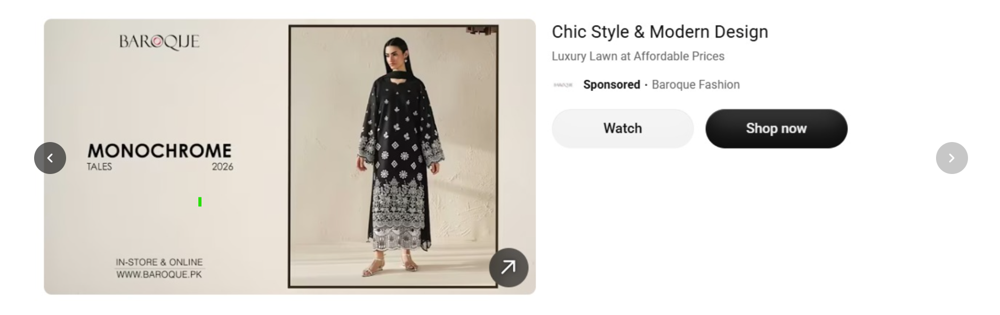 BAROQUE
MONOCHROME
TALES 2026
IN-STORE & ONLINE
WWW.BAROQUE.PK
Chic Style & Modern Design
Luxury Lawn at Affordable Prices
BAROQUE Sponsored · Baroque Fashion
Watch
Shop now